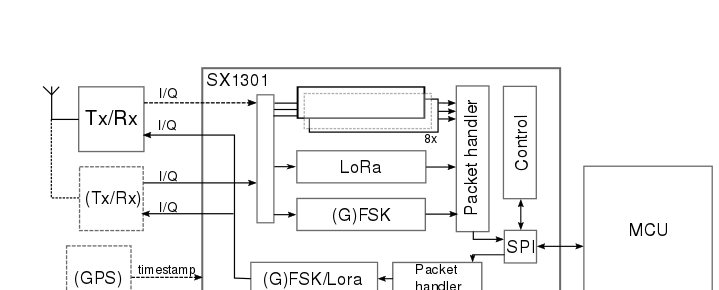 SX1301
I/Q
Tx/Rx
I/Q
8x
Packet handler
Control
LoRa
I/Q
(Tx/Rx)
I/Q
(G)FSK
MCU
SPI
timestamp
(GPS)
(G)FSK/Lora
Packet
handler